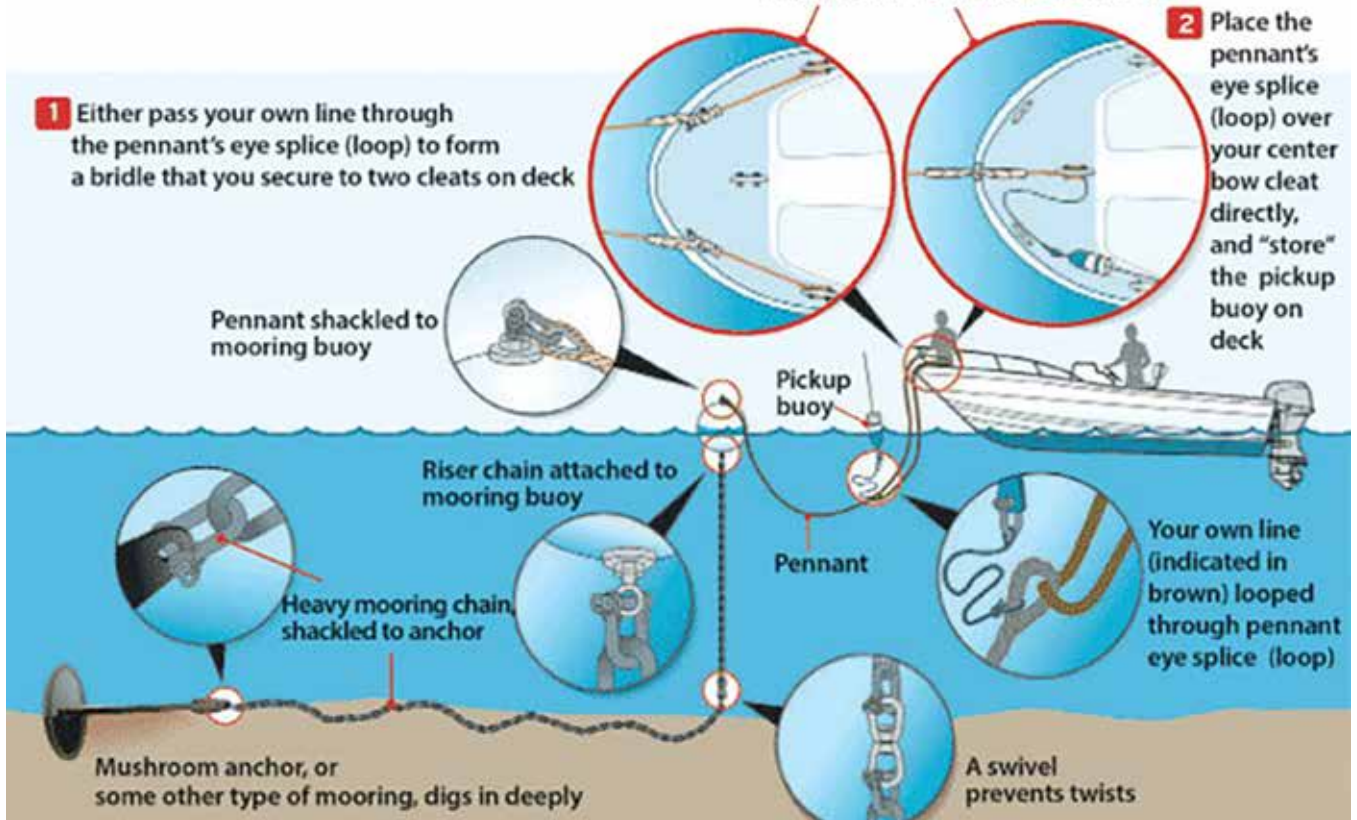 1 Either pass your own line through
the pennant's eye splice (loop) to form
a bridle that you secure to two cleats on deck
2 Place the
pennant's
eye splice
(loop) over
your center
bow cleat
directly,
and "store"
the pickup
buoy on
deck
Pennant shackled to
mooring buoy
Pickup
buoy
Riser chain attached to
mooring buoy
Pennant
Your own line
(indicated in
brown) looped
through pennant
eye splice (loop)
Heavy mooring chain,
shackled to anchor
Mushroom anchor, or
some other type of mooring, digs in deeply
A swivel
prevents twists